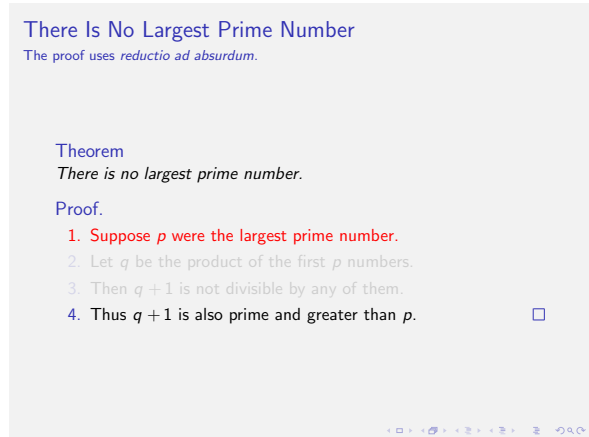 There Is No Largest Prime Number
The proof uses reductio ad absurdum.
Theorem
There is no largest prime number.
Proof.
1. Suppose p were the largest prime number.
2. Let q be the product of the first p numbers.
3. Then q + 1 is not divisible by any of them.
4. Thus q + 1 is also prime and greater than p. □